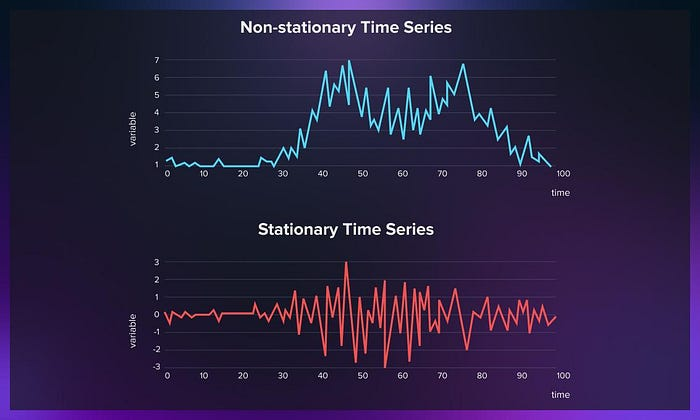 Non-stationary Time Series
7
6
5
4
3
2
1
variable
0 10 20 30 40 50 60 70 80 90 100
time
Stationary Time Series
3
2
1
0
-1
-2
-3
variable
0 10 20 30 40 50 60 70 80 90 100
time